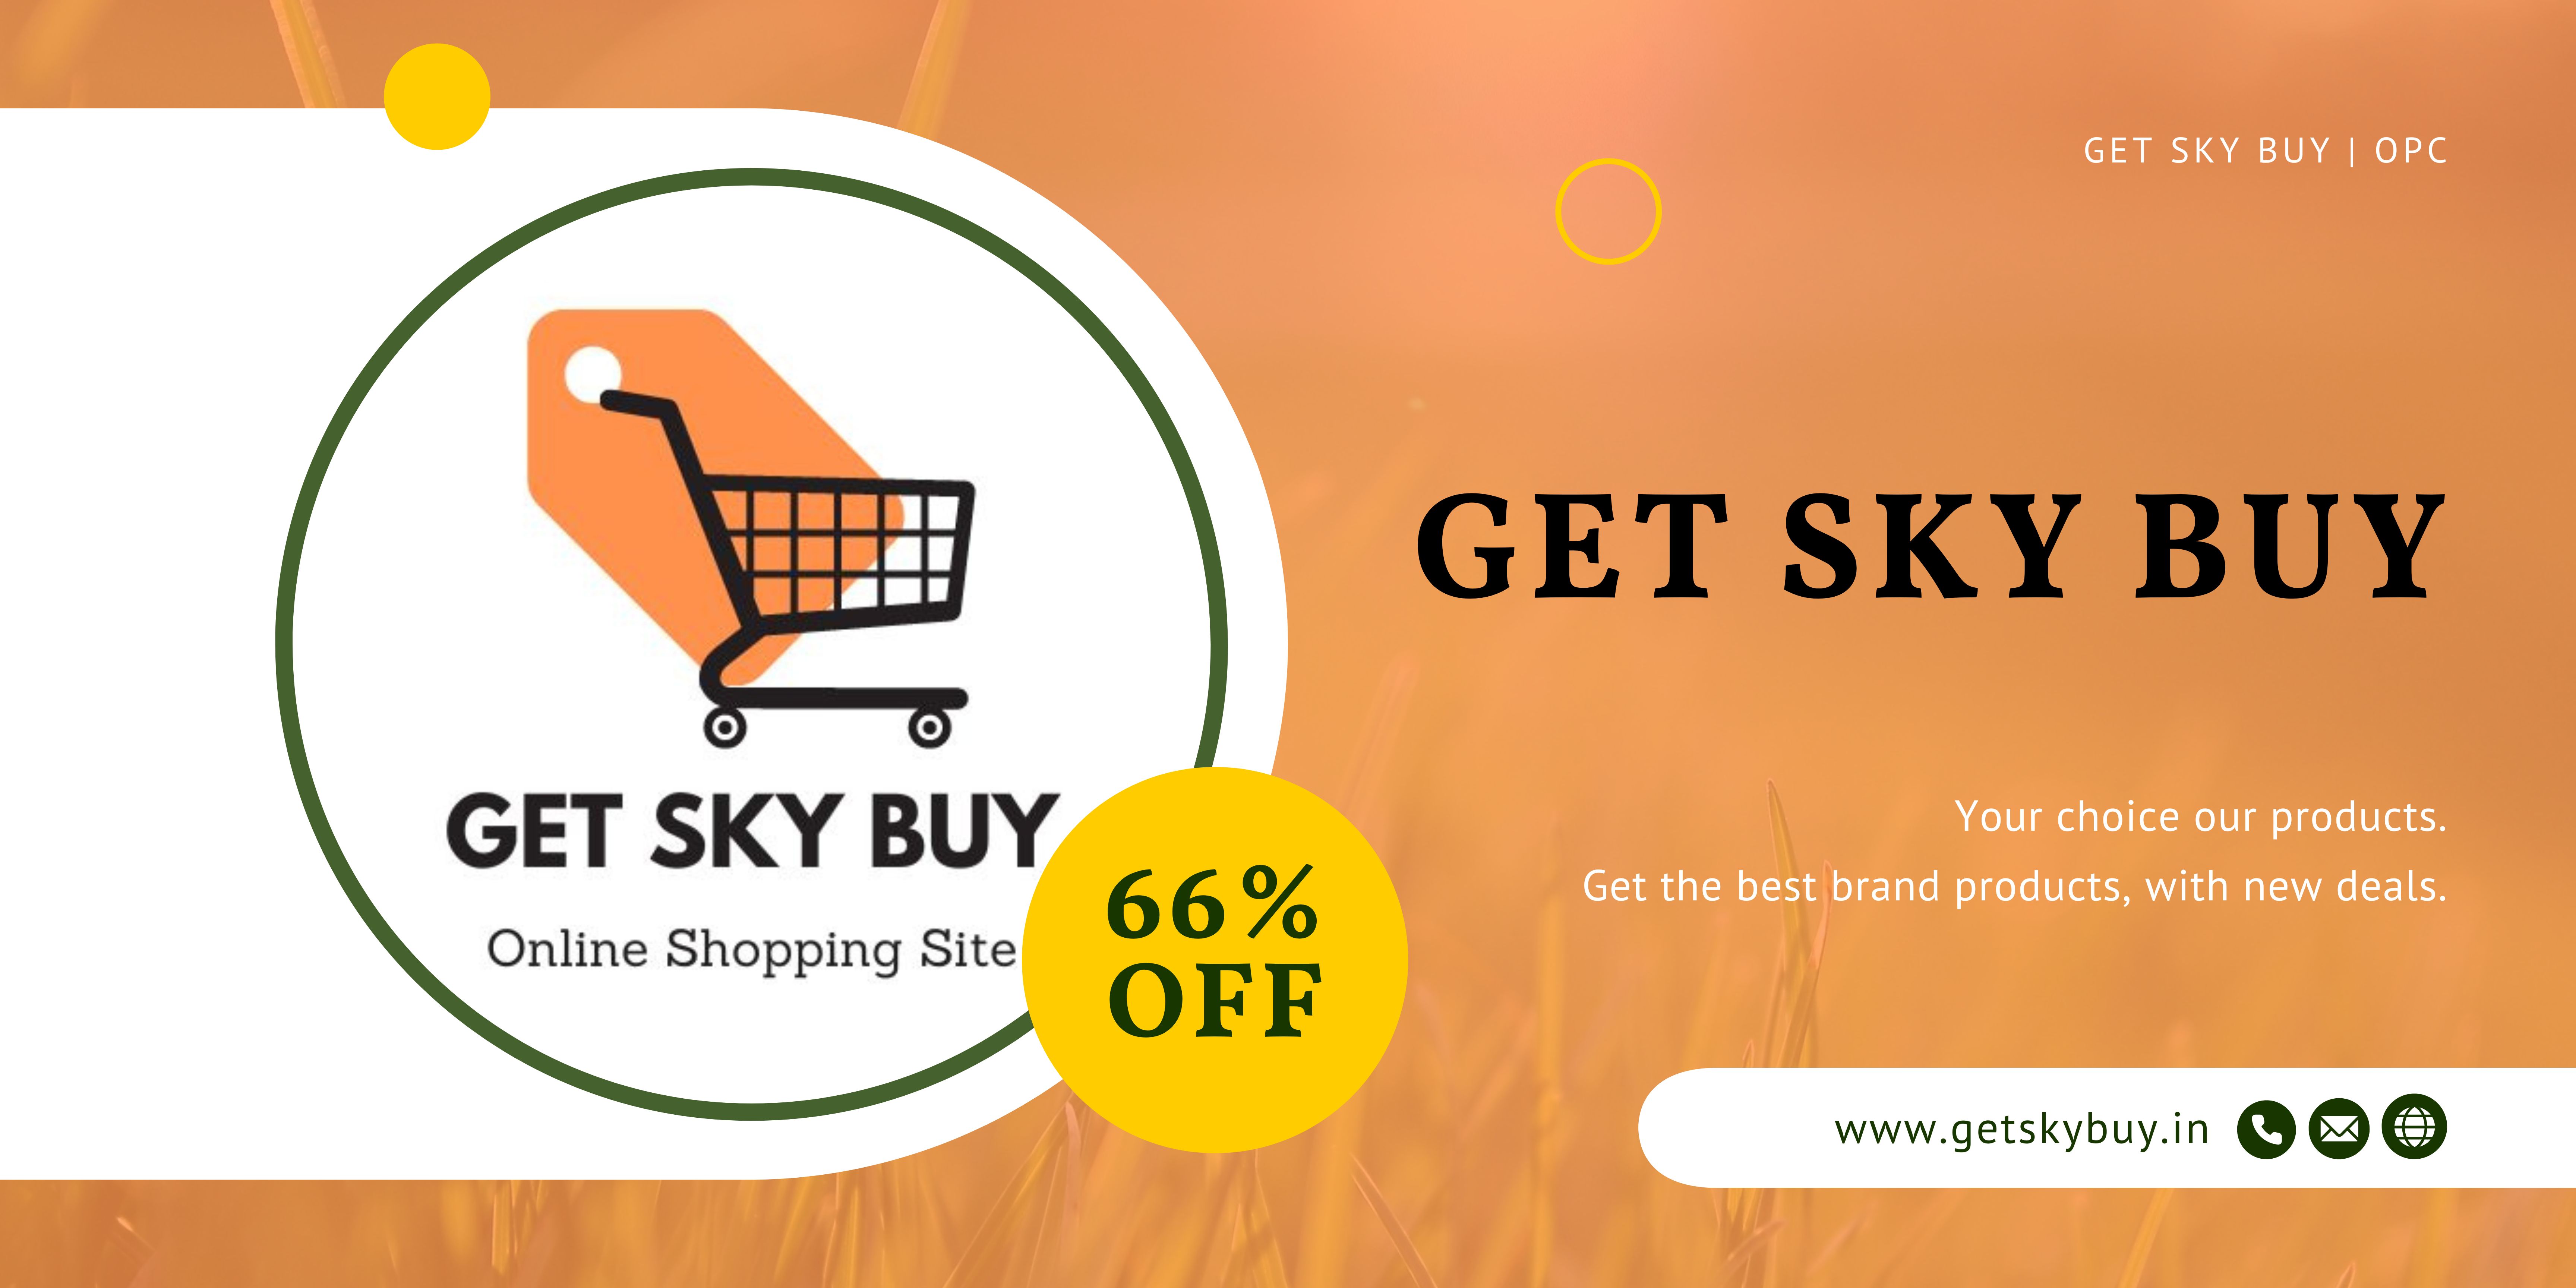 GET SKY BUY | OPC
GET SKY BUY
Online Shopping Site
66%
OFF
GET SKY BUY
Your choice our products.
Get the best brand products, with new deals.
www.getskybuy.in